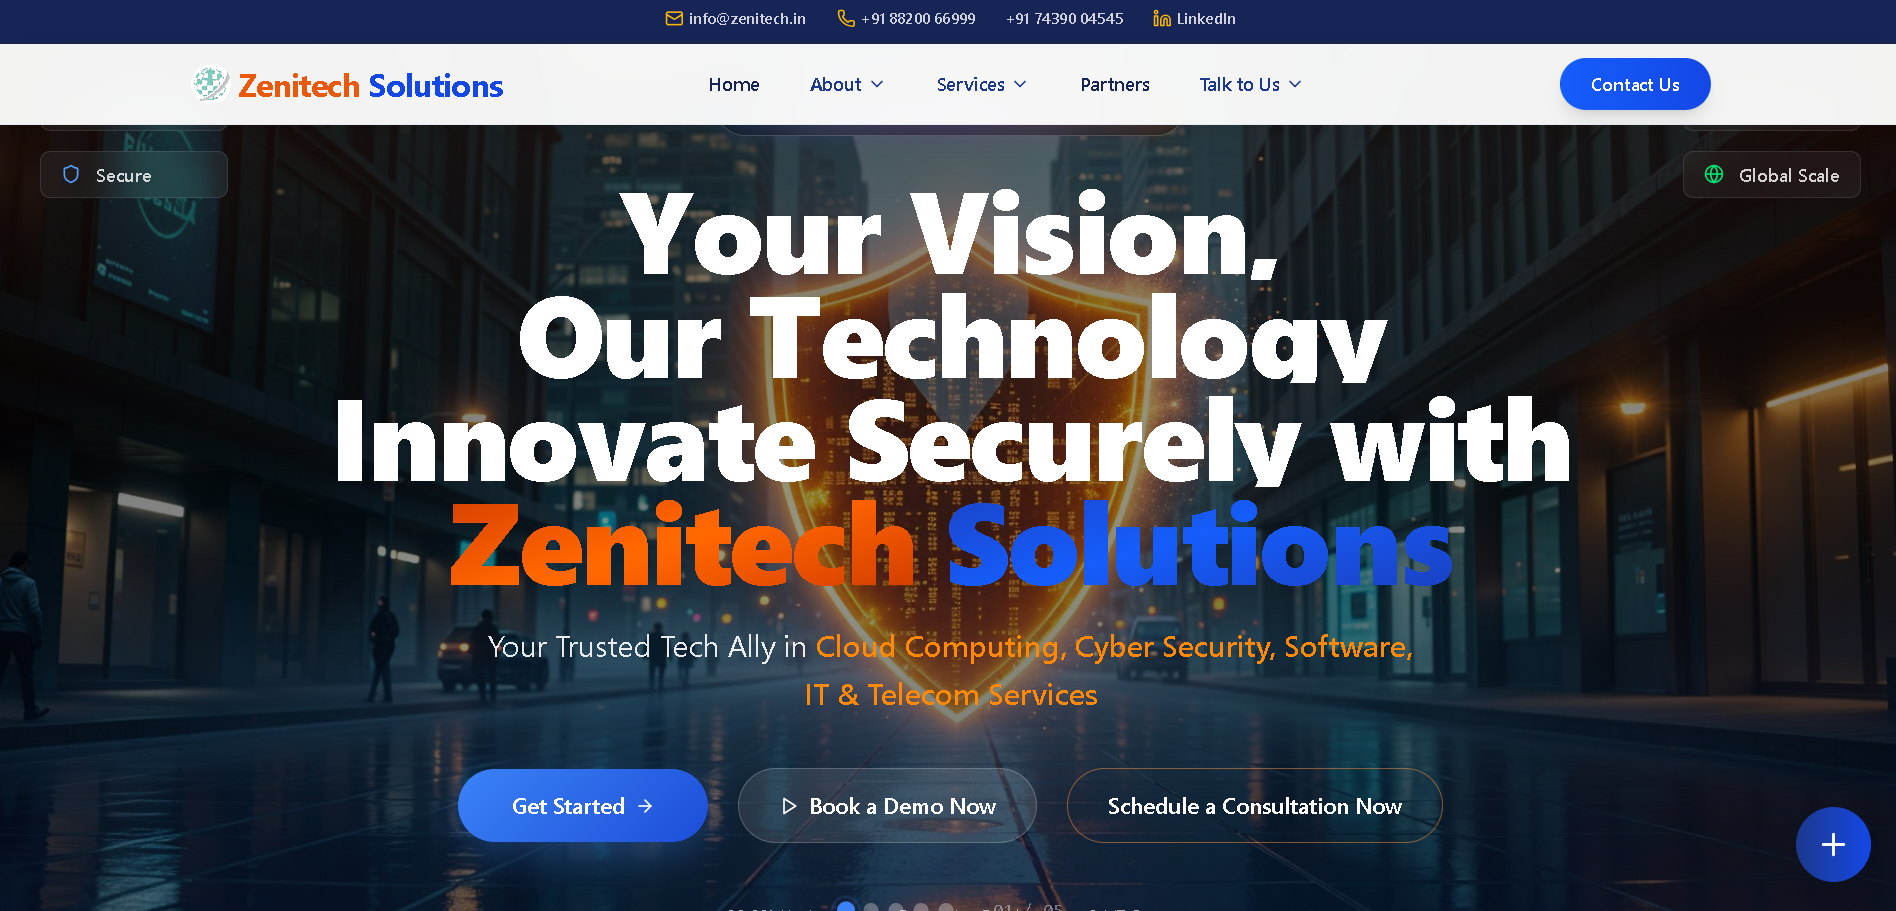 info@zenitech.in +91 88200 66999 +91 74390 04545 LinkedIn
Zenitech Solutions Home About Services Partners Talk to Us Contact Us
Secure Global Scale
Your Vision,
Our Technology
Innovate Securely with
Zenitech Solutions
Your Trusted Tech Ally in Cloud Computing, Cyber Security, Software,
IT & Telecom Services
Get Started Book a Demo Now Schedule a Consultation Now